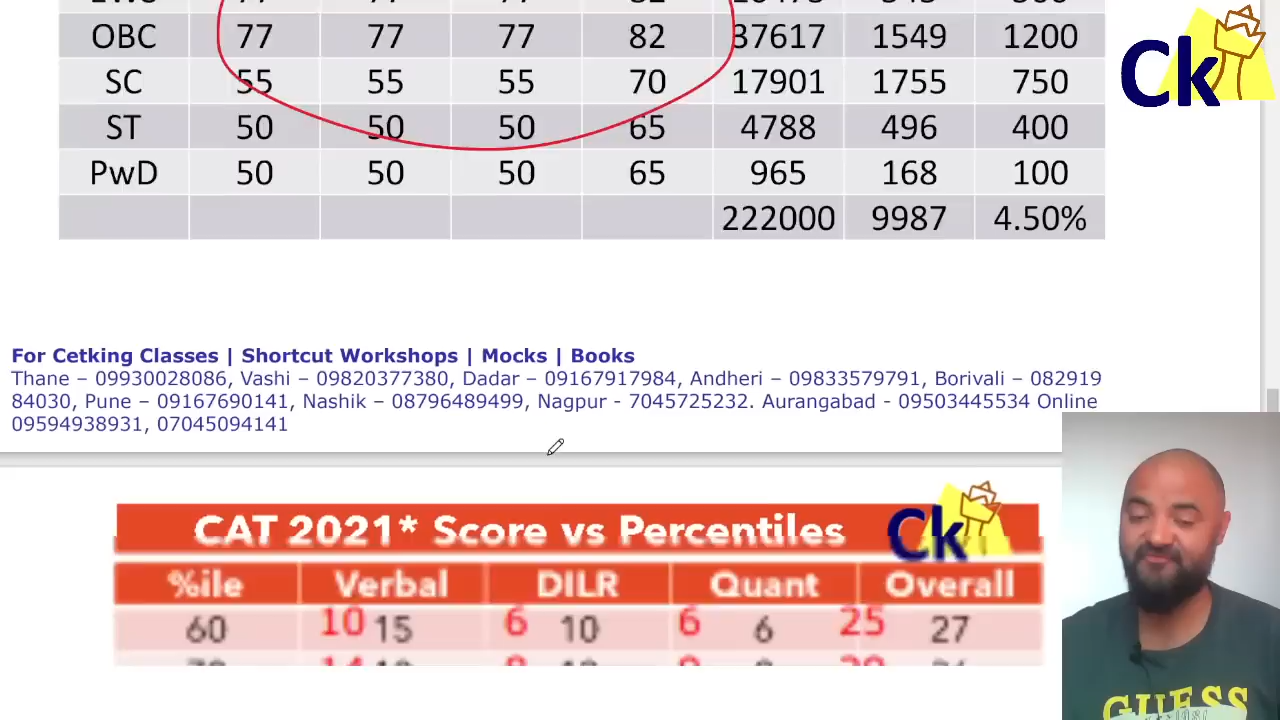 OBC 77 77 77 82 37617 1549 1200
SC 55 55 55 70 17901 1755 750
ST 50 50 50 65 4788 496 400
PwD 50 50 50 65 965 168 100
222000 9987 4.50%
Ck
For Cetking Classes | Shortcut Workshops | Mocks | Books
Thane – 09930028086, Vashi – 09820377380, Dadar – 09167917984, Andheri – 09833579791, Borivali – 082919
84030, Pune – 09167690141, Nashik – 08796489499, Nagpur - 7045725232. Aurangabad - 09503445534 Online
09594938931, 07045094141
CAT 2021* Score vs Percentiles
Ck
%ile Verbal DILR Quant Overall
60 10 15 6 10 6 6 25 27
GUESS